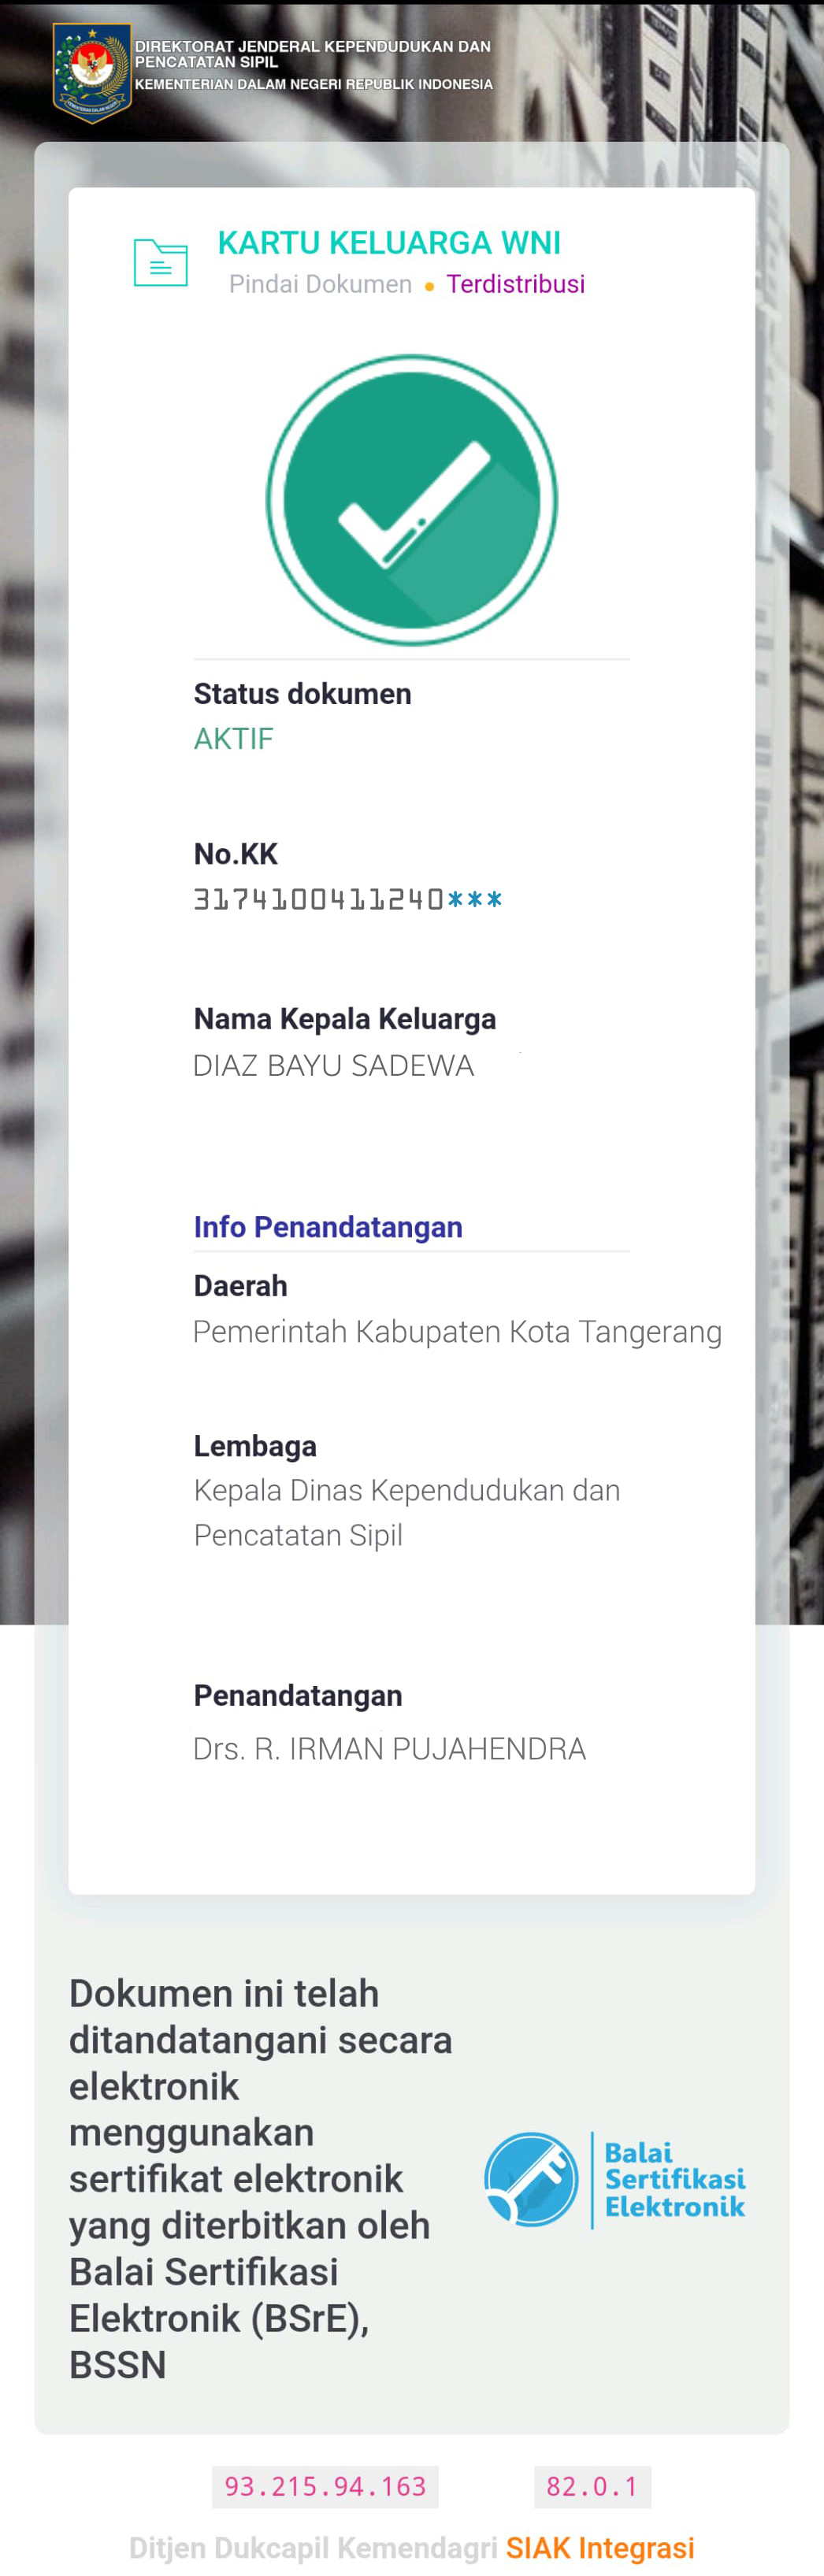 DIREKTORAT JENDERAL KEPENDUDUKAN DAN
PENCATATAN SIPIL
KEMENTERIAN DALAM NEGERI REPUBLIK INDONESIA
KARTU KELUARGA WNI
Pindai Dokumen • Terdistribusi
Status dokumen
AKTIF
No.KK
3174100411240***
Nama Kepala Keluarga
DIAZ BAYU SADEWA
Info Penandatangan
Daerah
Pemerintah Kabupaten Kota Tangerang
Lembaga
Kepala Dinas Kependudukan dan
Pencatatan Sipil
Penandatangan
Drs. R. IRMAN PUJAHENDRA
Dokumen ini telah
ditandatangani secara
elektronik
menggunakan
sertifikat elektronik
yang diterbitkan oleh
Balai Sertifikasi
Elektronik (BSrE),
BSSN
Balai
Sertifikasi
Elektronik
93.215.94.163 82.0.1
Ditjen Dukcapil Kemendagri SIAK Integrasi